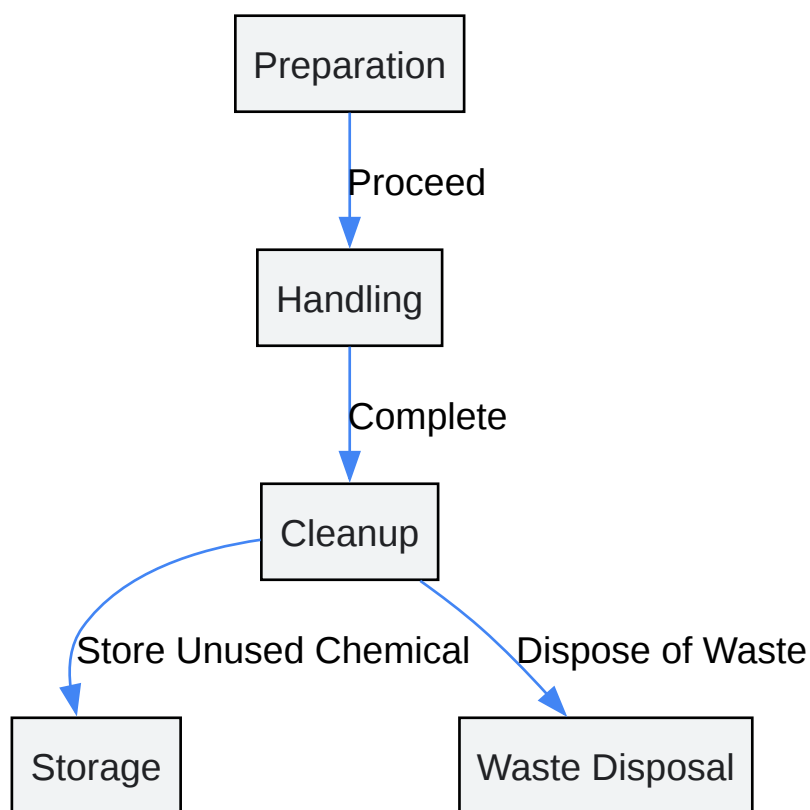 Preparation
Proceed
Handling
Complete
Cleanup
Store Unused Chemical
Dispose of Waste
Storage
Waste Disposal